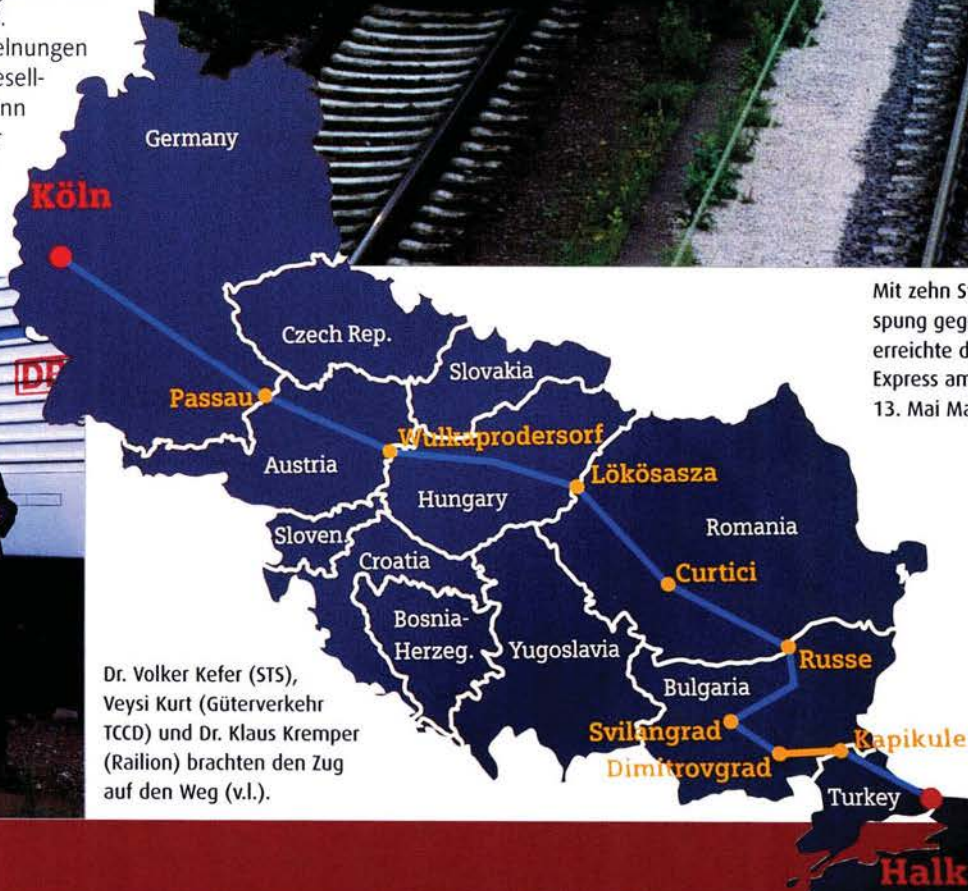 elnungen
esell-
nn
Germany
Köln
DB
Czech Rep.
Slovakia
Passau
Wulkaprodersorf
Austria
Hungary
Lökösasza
Romania
Sloven.
Croatia
Curtici
Bosnia-
Herzeg.
Yugoslavia
Russe
Bulgaria
Svilangrad
Kapikule
Dimitrovgrad
Turkey
Halk
Mit zehn S
spung geg
erreichte d
Express am
13. Mai Ma
Dr. Volker Kefer (STS),
Veysi Kurt (Güterverkehr
TCCD) und Dr. Klaus Kremper
(Railion) brachten den Zug
auf den Weg (v.l.).